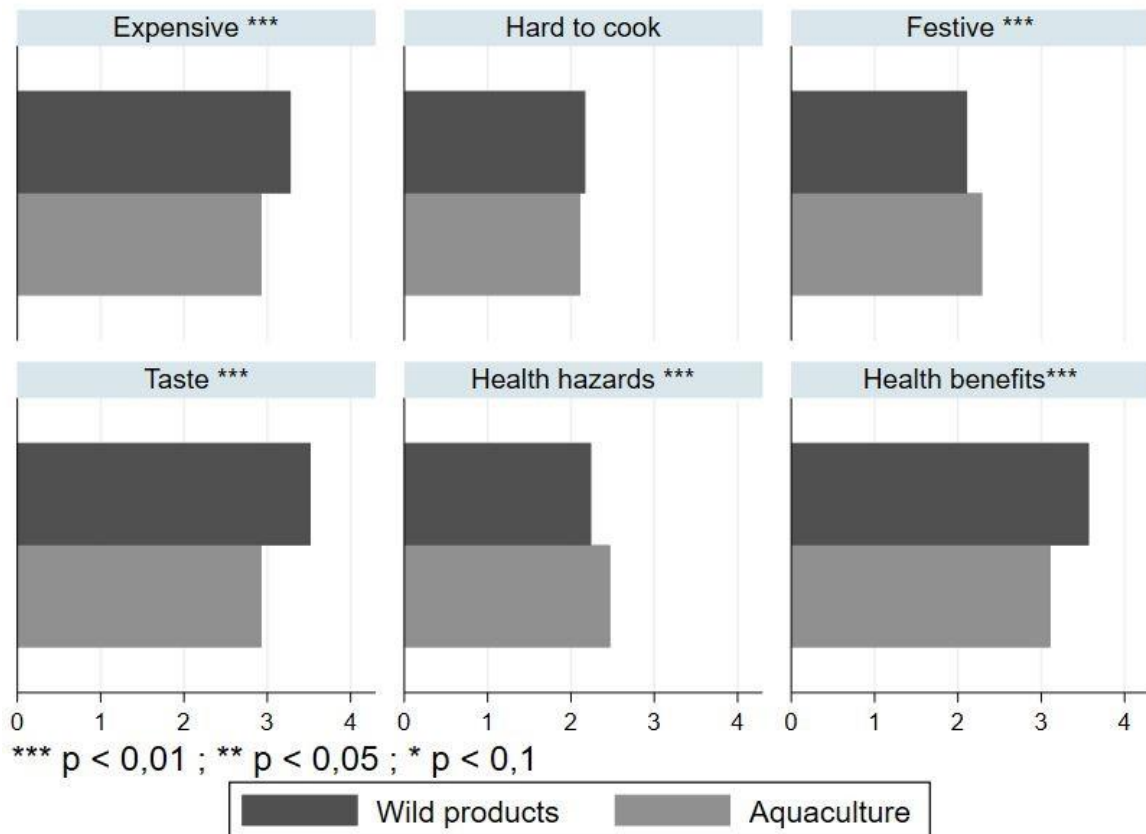 Expensive ***
Hard to cook
Festive ***
Taste ***
Health hazards ***
Health benefits***
0 1 2 3 4
0 1 2 3 4
0 1 2 3 4
*** p < 0,01 ; ** p < 0,05 ; * p < 0,1
Wild products
Aquaculture